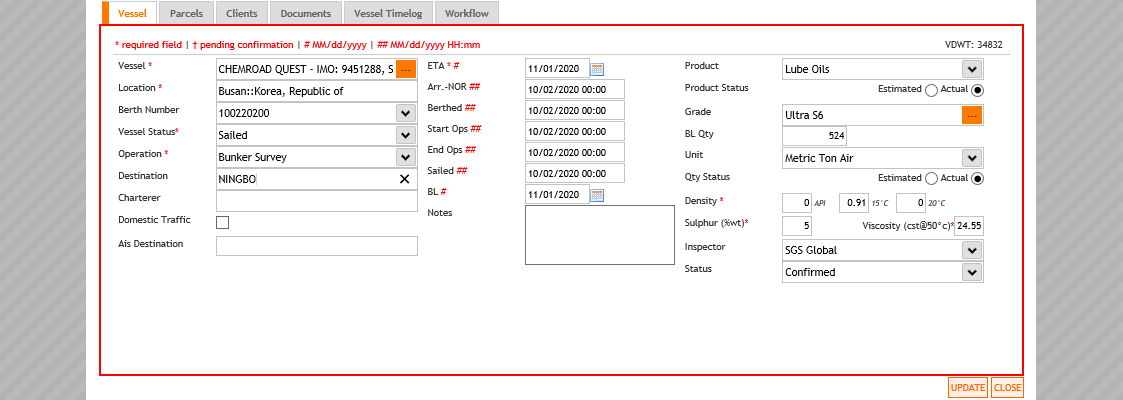 Vessel Parcels Clients Documents Vessel Timelog Workflow
* required field | † pending confirmation | # MM/dd/yyyy | ## MM/dd/yyyy HH:mm
VDWT: 34832
Vessel * CHEMROAD QUEST - IMO: 9451288, S ...
Location * Busan::Korea, Republic of
Berth Number 100220200
Vessel Status* Sailed
Operation * Bunker Survey
Destination NINGBO
Charterer
Domestic Traffic
Ais Destination
ETA * # 11/01/2020
Arr.-NOR ## 10/02/2020 00:00
Berthed ## 10/02/2020 00:00
Start Ops ## 10/02/2020 00:00
End Ops ## 10/02/2020 00:00
Sailed ## 10/02/2020 00:00
BL # 11/01/2020
Notes
Product Lube Oils
Product Status Estimated Actual
Grade Ultra S6 ...
BL Qty 524
Unit Metric Ton Air
Qty Status Estimated Actual
Density * 0 API 0.91 15°C 0 20°C
Sulphur (%wt)* 5 Viscosity (cst@50°c)* 24.55
Inspector SGS Global
Status Confirmed
UPDATE CLOSE